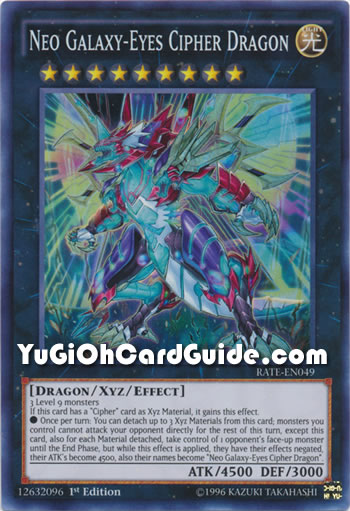 NEO GALAXY-EYES CIPHER DRAGON
LIGHT
光
YuGiOhCardGuide.com
RATE-EN049
[DRAGON/XYZ/EFFECT]
3 Level 9 monsters
If this card has a "Cipher" card as Xyz Material, it gains this effect.
● Once per turn: You can detach up to 3 Xyz Materials from this card; monsters you
control cannot attack your opponent directly for the rest of this turn, except this
card, also for each Material detached, take control of 1 opponent's face-up monster
until the End Phase, but while this effect is applied, they have their effects negated,
their ATK's become 4500, also their names become "Neo Galaxy-Eyes Cipher Dragon".
ATK/4500 DEF/3000
12632096 1st Edition ©1996 KAZUKI TAKAHASHI